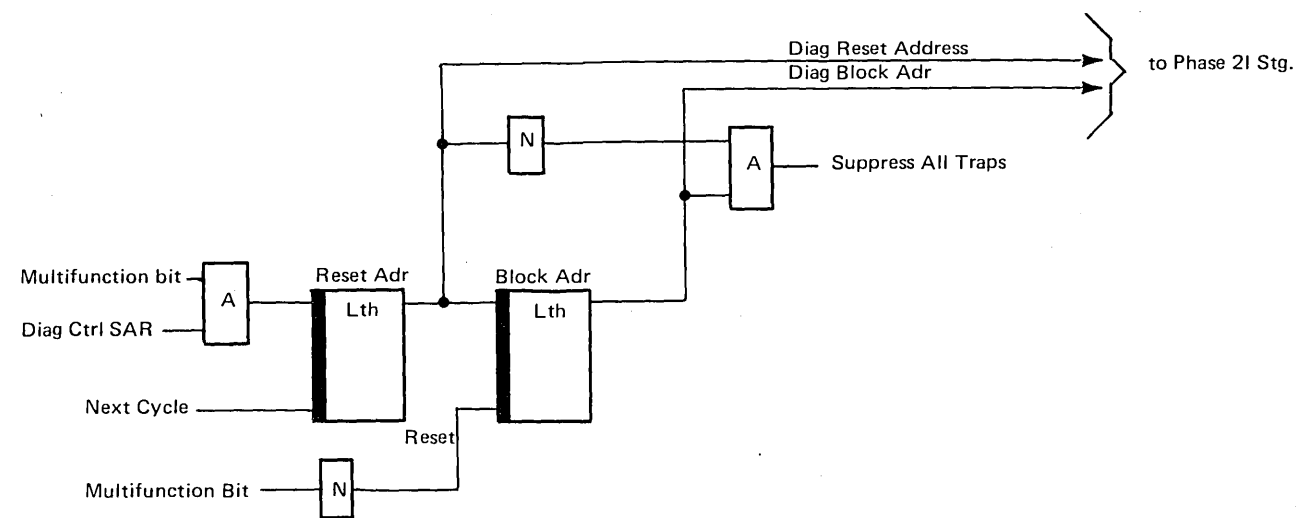 Diag Reset Address
Diag Block Adr
to Phase 21 Stg.
N
A
Suppress All Traps
Multifunction bit
A
Diag Ctrl SAR
Reset Adr
Lth
Block Adr
Lth
Next Cycle
Reset
Multifunction Bit
N